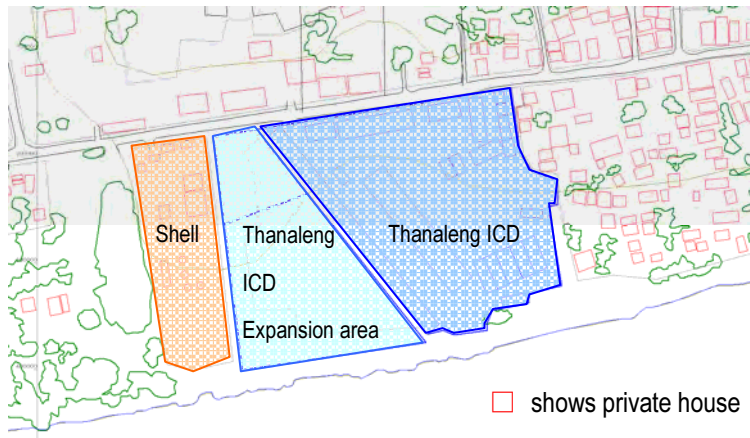 Shell
Thanaleng
ICD
Expansion area
Thanaleng ICD
shows private house